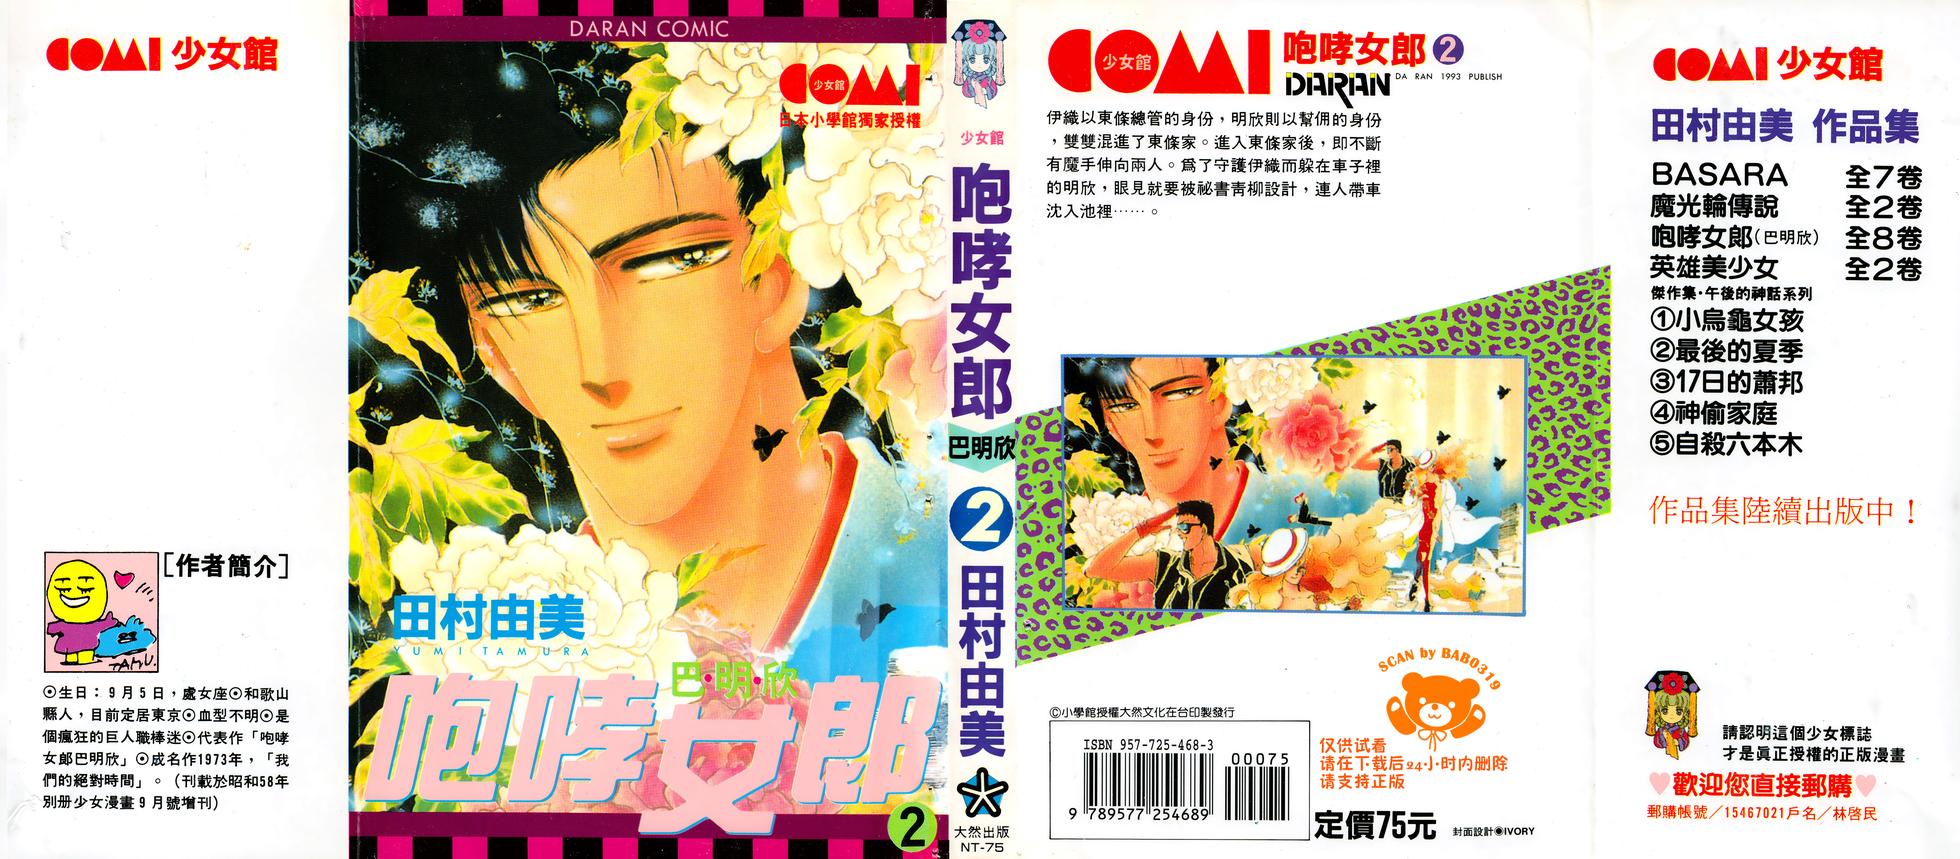 COMI 少女館
[作者簡介]
TAMU.
⊙生日：9月5日，處女座⊙和歌山
縣人，目前定居東京⊙血型不明⊙是
個瘋狂的巨人職棒迷⊙代表作「咆哮
女郎巴明欣」⊙成名作1973年，「我
們的絕對時間」。（刊載於昭和58年
別冊少女漫畫9月號增刊）
DARAN COMIC
COMI
少女館
日本小學館獨家授權
田村由美
YUMI TAMURA
巴·明·欣
咆哮女郎
2
少女館
咆哮女郎
巴明欣
2
田村由美
大然出版
NT-75
COMI
少女館
咆哮女郎 2
DARAN DA RAN 1993 PUBLISH
伊織以東條總管的身份，明欣則以幫佣的身份
，雙雙混進了東條家。進入東條家後，即不斷
有魔手伸向兩人。爲了守護伊織而躲在車子裡
的明欣，眼見就要被祕書青柳設計，連人帶車
沈入池裡……。
SCAN by BAB0319
©小學館授權大然文化在台印製發行
ISBN 957-725-468-3
00075
9 789577 254689
仅供试看
请在下载后24小时内删除
请支持正版
定價75元
封面設計◉IVORY
COMI 少女館
田村由美 作品集
BASARA 全7卷
魔光輪傳說 全2卷
咆哮女郎(巴明欣) 全8卷
英雄美少女 全2卷
傑作集·午後的神話系列
①小烏龜女孩
②最後的夏季
③17日的蕭邦
④神偷家庭
⑤自殺六本木
作品集陸續出版中！
請認明這個少女標誌
才是眞正授權的正版漫畫
歡迎您直接郵購
郵購帳號／15467021戶名／林啓民